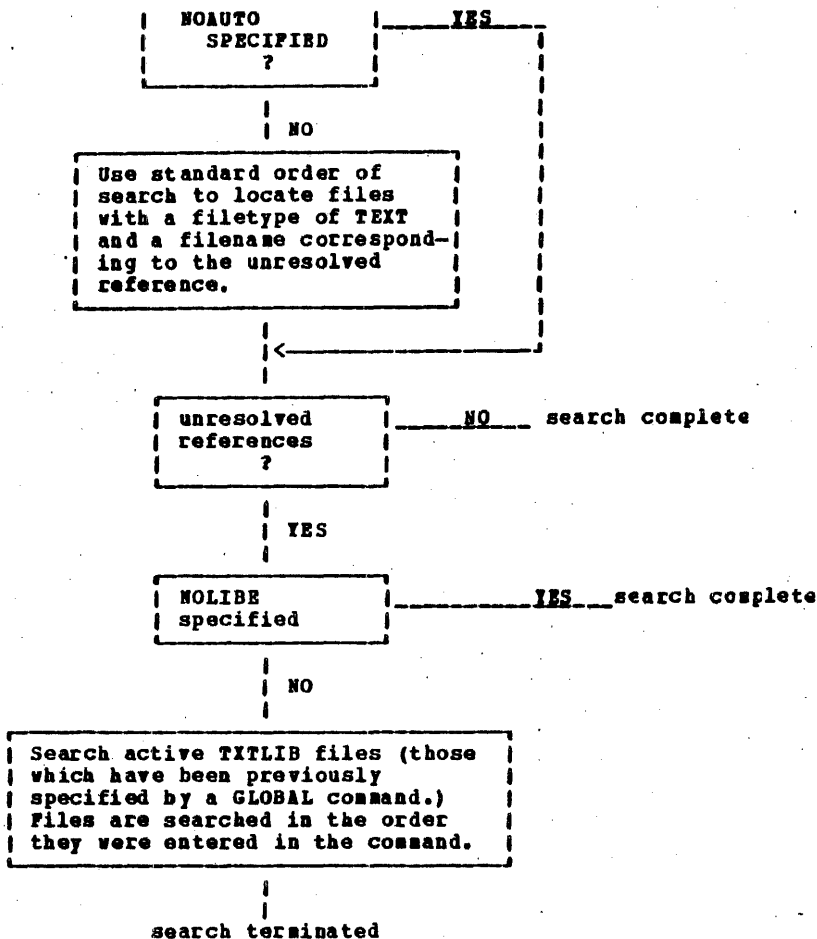 NOAUTO YES
SPECIFIED
?
NO
Use standard order of
search to locate files
with a filetype of TEXT
and a filename correspond-
ing to the unresolved
reference.
<
unresolved NO search complete
references
?
YES
NOLIBE YES search complete
specified
NO
Search active TXTLIB files (those
which have been previously
specified by a GLOBAL command.)
Files are searched in the order
they were entered in the command.
search terminated